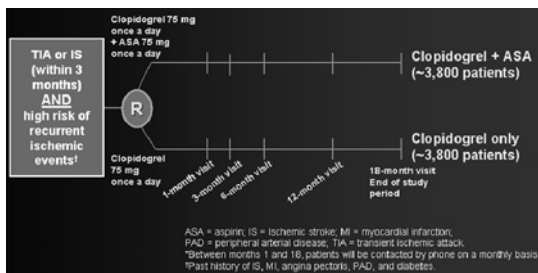 TIA or IS
(within 3
months)
AND
high risk of
recurrent
ischemic
events†
Clopidogrel 75 mg
once a day
+ ASA 75 mg
once a day
R
Clopidogrel
75 mg
once a day
Clopidogrel + ASA
(~3,800 patients)
Clopidogrel only
(~3,800 patients)
1-month visit
3-month visit
6-month visit
12-month visit
18-month visit
End of study
period
ASA = aspirin; IS = Ischemic stroke; MI = myocardial infarction;
PAD = peripheral arterial disease; TIA = transient ischemic attack.
*Between months 1 and 18, patients will be contacted by phone on a monthly basis
†Past history of IS, MI, angina pectoris, PAD, and diabetes.